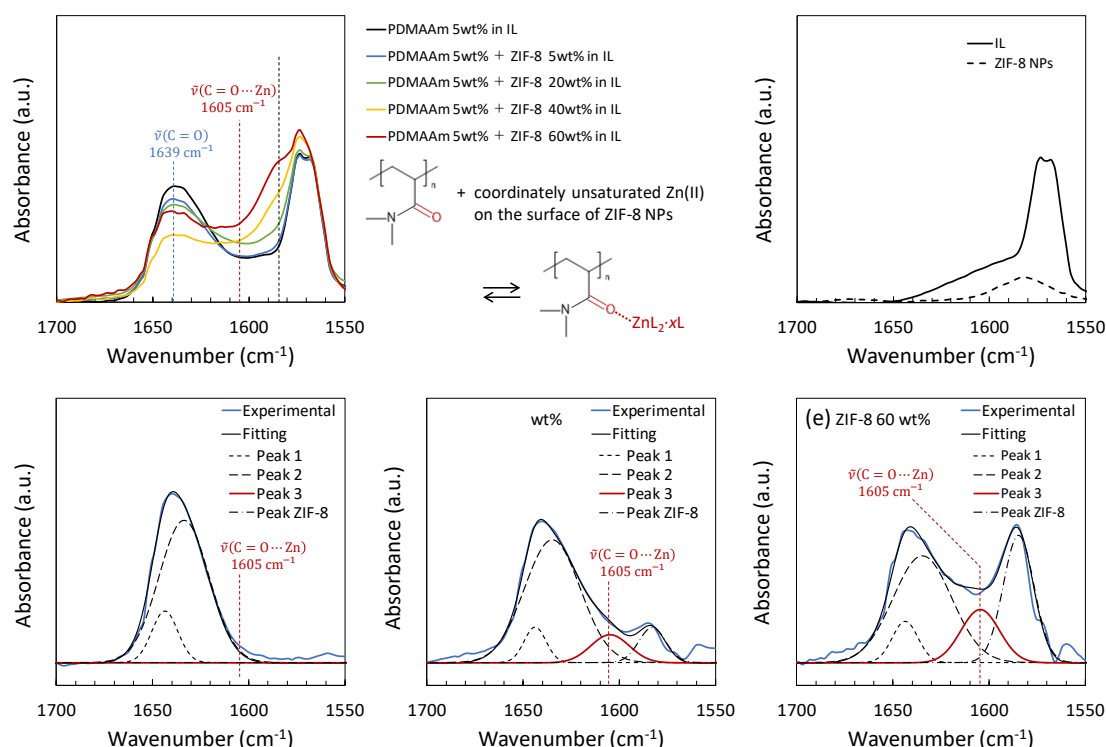 PDMAAm 5wt% in IL
PDMAAm 5wt% + ZIF-8 5wt% in IL
PDMAAm 5wt% + ZIF-8 20wt% in IL
PDMAAm 5wt% + ZIF-8 40wt% in IL
PDMAAm 5wt% + ZIF-8 60wt% in IL
ṽ(C = O⋯Zn)
1605 cm⁻¹
ṽ(C = O)
1639 cm⁻¹
Absorbance (a.u.)
1700 1650 1600 1550
Wavenumber (cm⁻¹)
n
N
O
+ coordinately unsaturated Zn(II)
on the surface of ZIF-8 NPs
n
N
O
ZnL₂·xL
IL
ZIF-8 NPs
Absorbance (a.u.)
1700 1650 1600 1550
Wavenumber (cm⁻¹)
Experimental
Fitting
Peak 1
Peak 2
Peak 3
Peak ZIF-8
ṽ(C = O⋯Zn)
1605 cm⁻¹
Absorbance (a.u.)
1700 1650 1600 1550
Wavenumber (cm⁻¹)
wt%
Experimental
Fitting
Peak 1
Peak 2
Peak 3
Peak ZIF-8
ṽ(C = O⋯Zn)
1605 cm⁻¹
Absorbance (a.u.)
1700 1650 1600 1550
Wavenumber (cm⁻¹)
(e) ZIF-8 60 wt%
Experimental
Fitting
Peak 1
Peak 2
Peak 3
Peak ZIF-8
ṽ(C = O⋯Zn)
1605 cm⁻¹
Absorbance (a.u.)
1700 1650 1600 1550
Wavenumber (cm⁻¹)